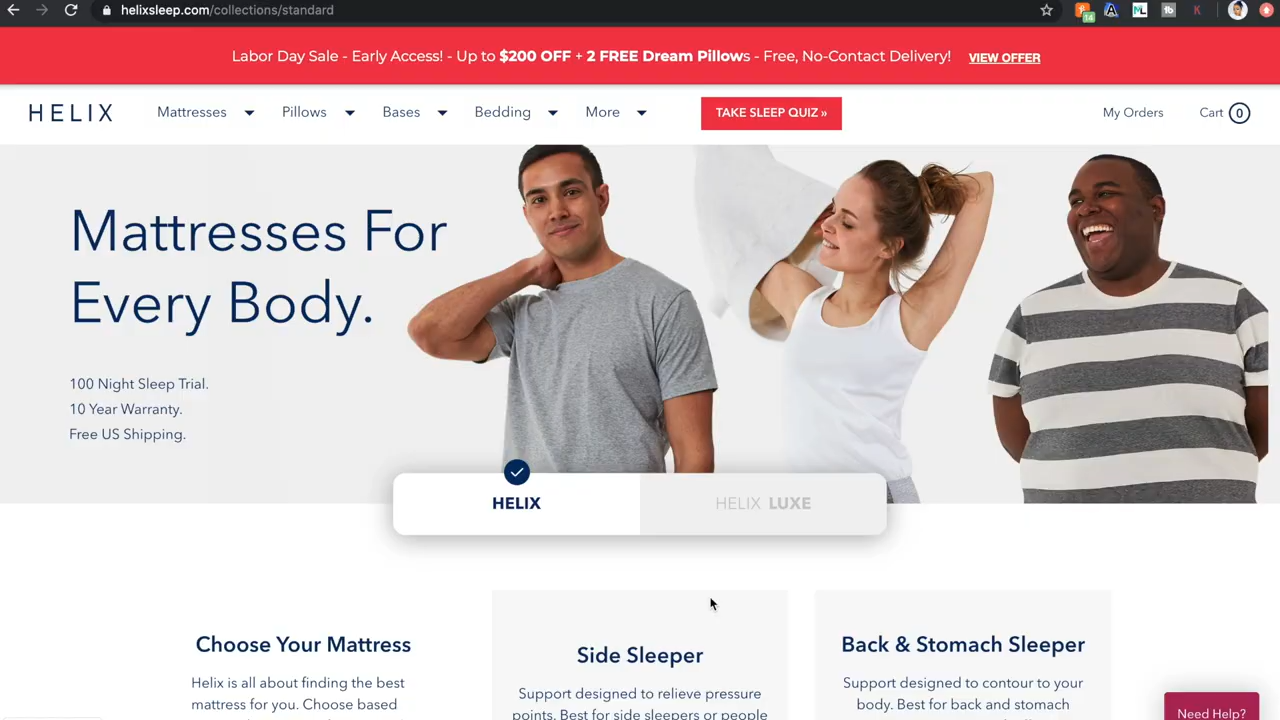 helixsleep.com/collections/standard
14
Labor Day Sale - Early Access! - Up to $200 OFF + 2 FREE Dream Pillows - Free, No-Contact Delivery! VIEW OFFER
HELIX Mattresses Pillows Bases Bedding More TAKE SLEEP QUIZ » My Orders Cart 0
Mattresses For
Every Body.
100 Night Sleep Trial.
10 Year Warranty.
Free US Shipping.
HELIX HELIX LUXE
Choose Your Mattress
Helix is all about finding the best
mattress for you. Choose based
Side Sleeper
Support designed to relieve pressure
points. Best for side sleepers or people
Back & Stomach Sleeper
Support designed to contour to your
body. Best for back and stomach
Need Help?